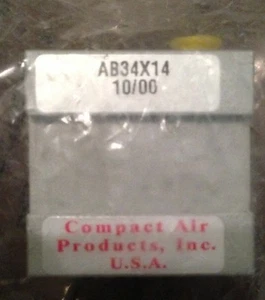 AB34X14
10/00
Compact Air
Products, Inc.
U.S.A.